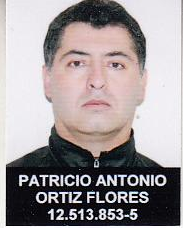 PATRICIO ANTONIO
ORTIZ FLORES
12.513.853-5